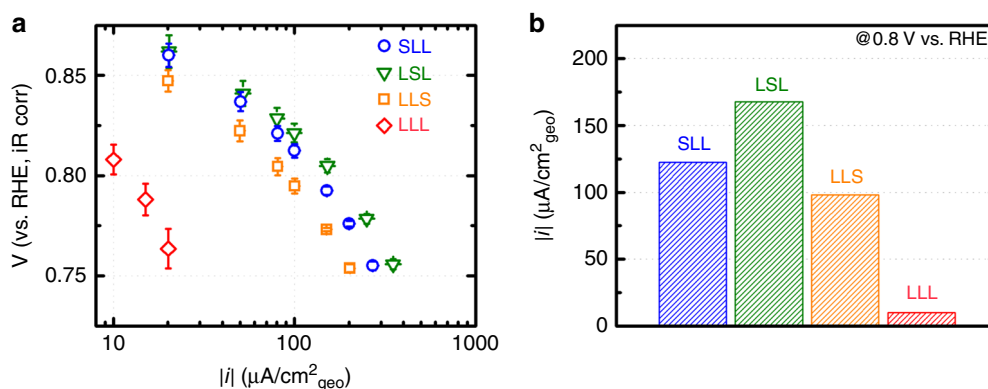 a
SLL
LSL
LLS
LLL
0.85
0.80
0.75
V (vs. RHE, iR corr)
10
100
1000
|i| (μA/cm²geo)
b
@0.8 V vs. RHE
SLL
LSL
LLS
LLL
200
150
100
50
0
|i| (μA/cm²geo)